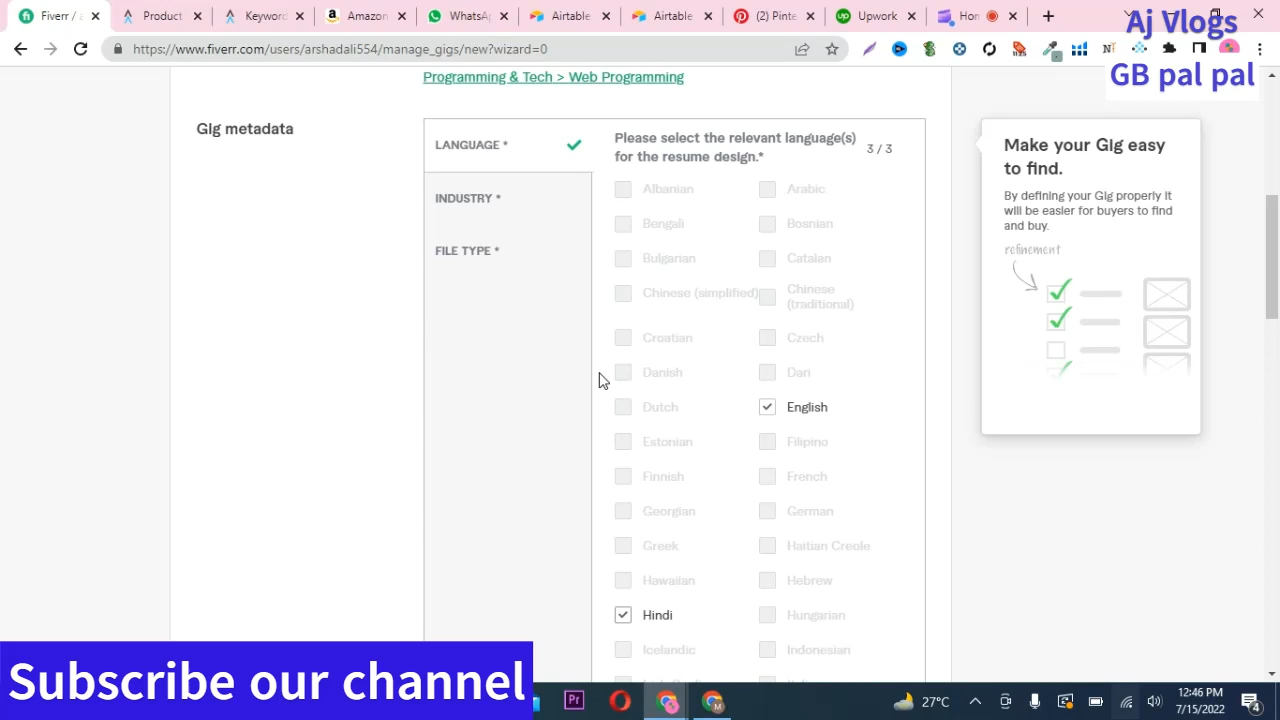 Fiverr /
Product
Keyword
Amazon
WhatsA
Airtable
Airtable
(2) Pinte
Upwork
Hon
https://www.fiverr.com/users/arshadali554/manage_gigs/new?wizard=0
Aj Vlogs
GB pal pal
Programming & Tech > Web Programming
Gig metadata
LANGUAGE *
INDUSTRY *
FILE TYPE *
Please select the relevant language(s)
for the resume design.*
3 / 3
Albanian
Arabic
Bengali
Bosnian
Bulgarian
Catalan
Chinese (simplified)
Chinese
(traditional)
Croatian
Czech
Danish
Dari
Dutch
English
Estonian
Filipino
Finnish
French
Georgian
German
Greek
Haitian Creole
Hawaiian
Hebrew
Hindi
Hungarian
Icelandic
Indonesian
Make your Gig easy
to find.
By defining your Gig properly it
will be easier for buyers to find
and buy.
refinement
Subscribe our channel
Pr
M
27°C
12:46 PM
7/15/2022
4